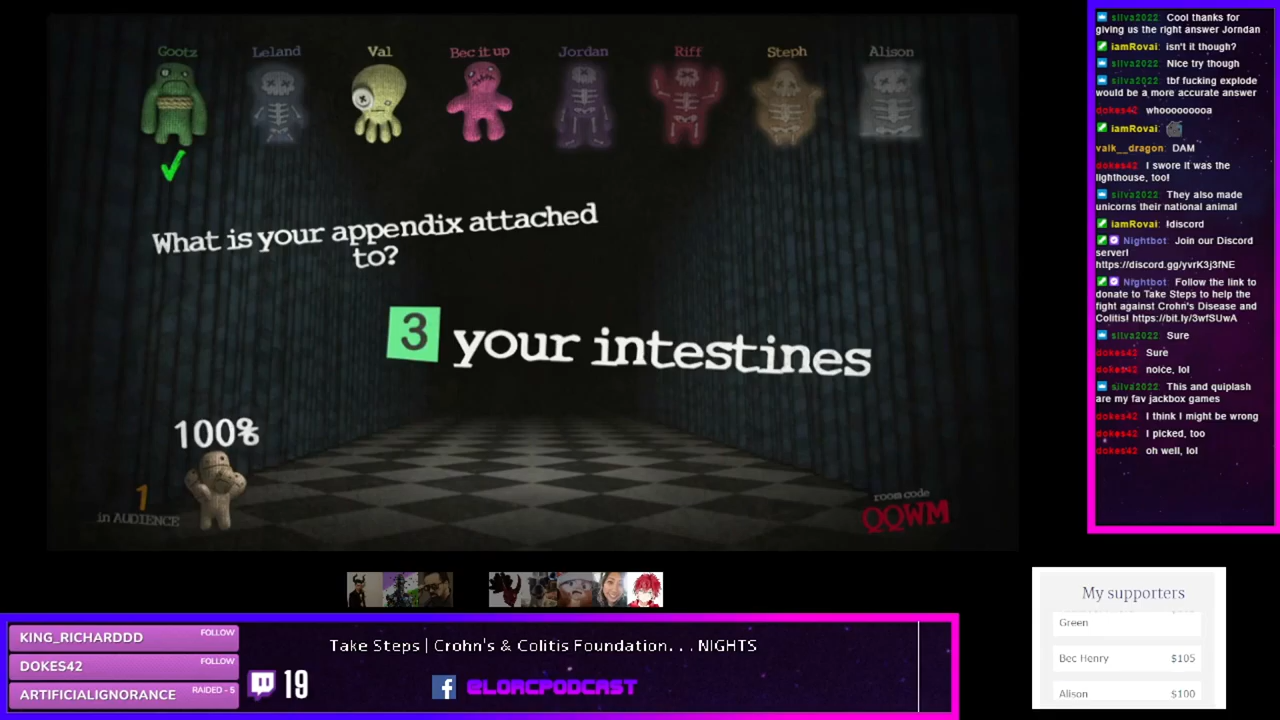 Gootz
Leland
Val
Bec it up
Jordan
Riff
Steph
Alison
What is your appendix attached
to?
3 your intestines
100%
1
in AUDIENCE
room code
QQWM
silva2022: Cool thanks for
giving us the right answer Jorndan
iamRovai: isn't it though?
silva2022: Nice try though
silva2022: tbf fucking explode
would be a more accurate answer
dokes42: whooooooooa
iamRovai:
valk__dragon: DAM
dokes42: I swore it was the
lighthouse, too!
silva2022: They also made
unicorns their national animal
iamRovai: !discord
Nightbot: Join our Discord
server!
https://discord.gg/yvrK3j3fNE
Nightbot: Follow the link to
donate to Take Steps to help the
fight against Crohn's Disease and
Colitis! https://bit.ly/3wfSUwA
silva2022: Sure
dokes42: Sure
dokes42: noice, lol
silva2022: This and quiplash
are my fav jackbox games
dokes42: I think I might be wrong
dokes42: I picked, too
dokes42: oh well, lol
My supporters
Green
Bec Henry $105
Alison $100
KING_RICHARDDD FOLLOW
DOKES42 FOLLOW
ARTIFICIALIGNORANCE RAIDED - 5
19
Take Steps | Crohn's & Colitis Foundation. . . NIGHTS
@LORCPODCAST